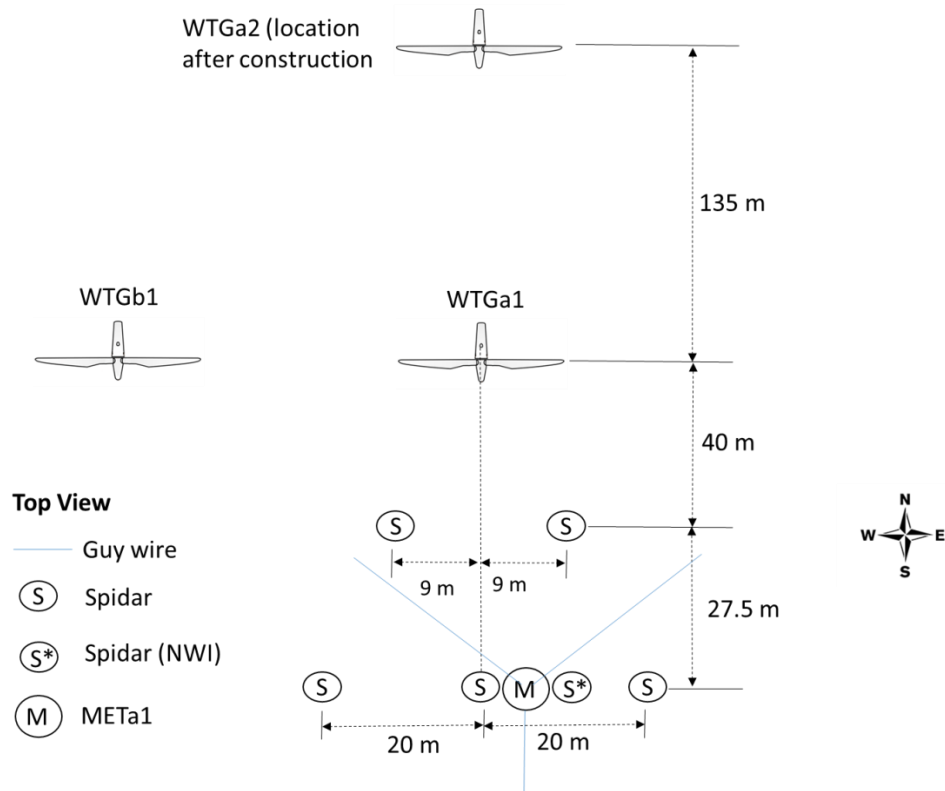 WTGa2 (location
after construction
135 m
WTGb1
WTGa1
40 m
Top View
N
W
E
S
Guy wire
S
S
9 m
9 m
27.5 m
S
Spidar
S*
Spidar (NWI)
S
S
M
S*
S
M
METa1
20 m
20 m